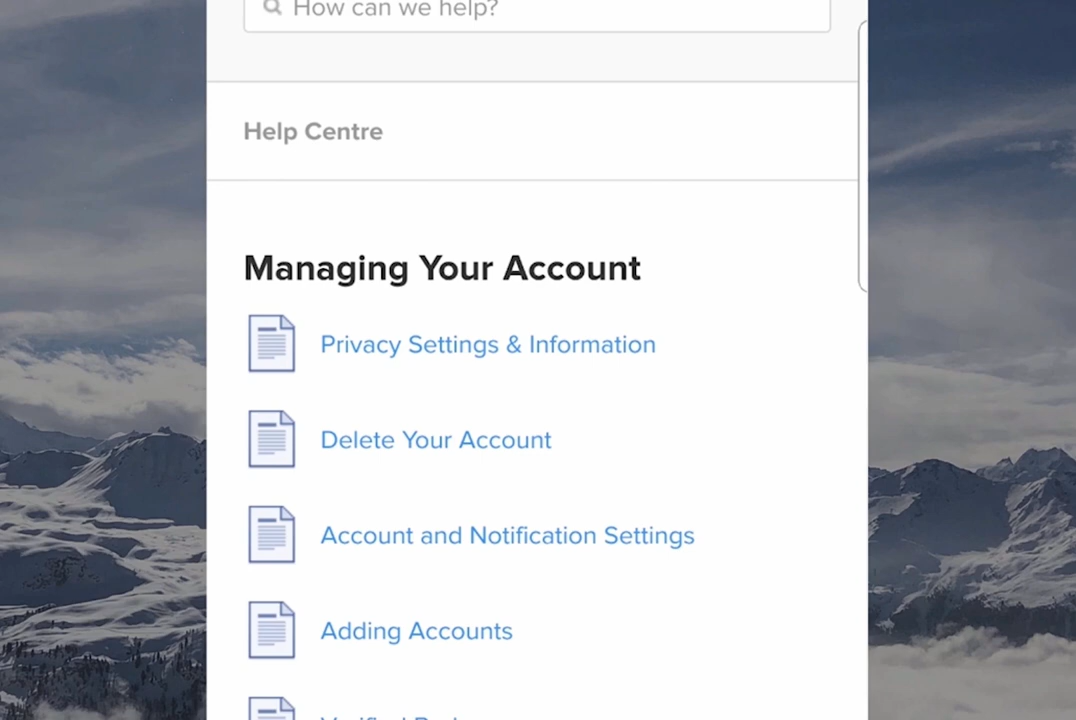 How can we help?
Help Centre
Managing Your Account
Privacy Settings & Information
Delete Your Account
Account and Notification Settings
Adding Accounts